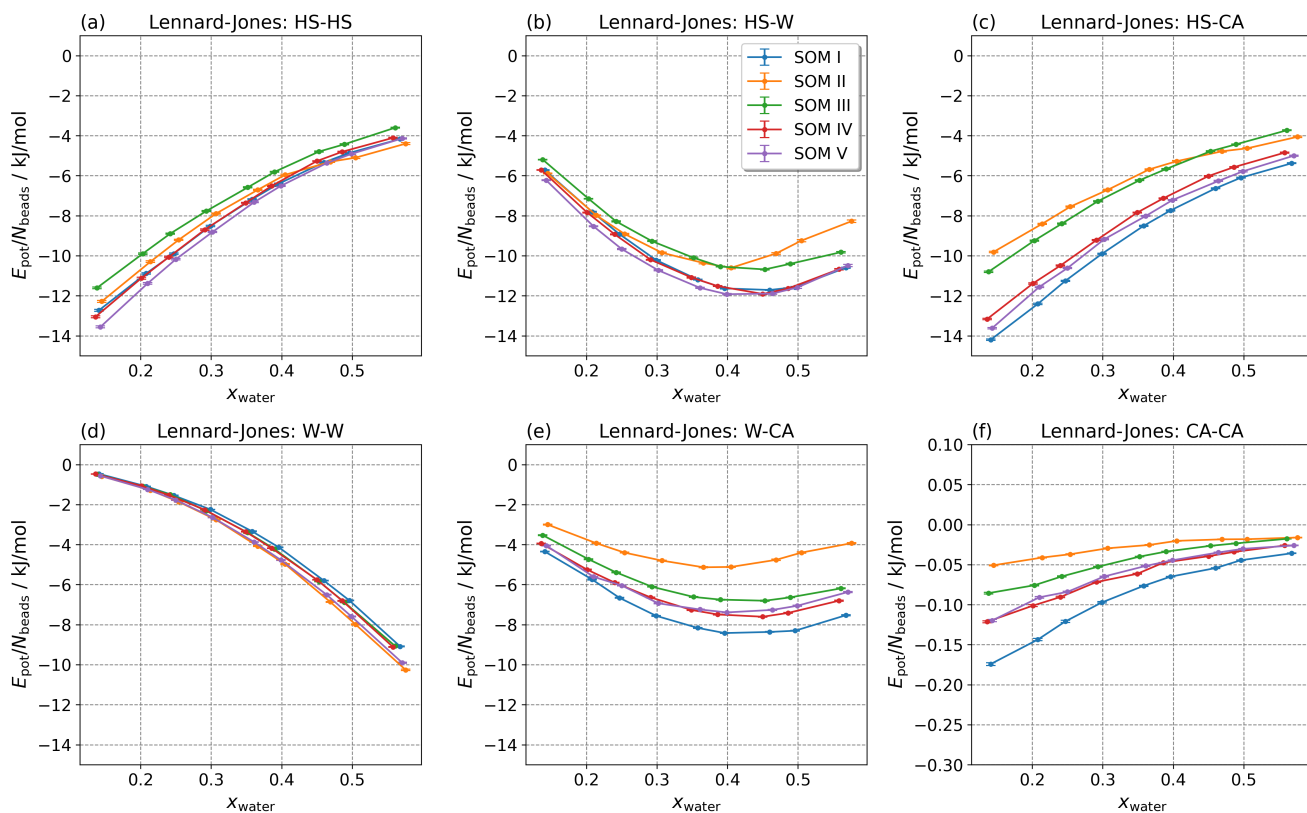 (a) Lennard-Jones: HS-HS
0
−2
−4
−6
−8
−10
−12
−14
E_pot/N_beads / kJ/mol
0.2 0.3 0.4 0.5
x_water
(b) Lennard-Jones: HS-W
SOM I
SOM II
SOM III
SOM IV
SOM V
0
−2
−4
−6
−8
−10
−12
−14
E_pot/N_beads / kJ/mol
0.2 0.3 0.4 0.5
x_water
(c) Lennard-Jones: HS-CA
0
−2
−4
−6
−8
−10
−12
−14
E_pot/N_beads / kJ/mol
0.2 0.3 0.4 0.5
x_water
(d) Lennard-Jones: W-W
0
−2
−4
−6
−8
−10
−12
−14
E_pot/N_beads / kJ/mol
0.2 0.3 0.4 0.5
x_water
(e) Lennard-Jones: W-CA
0
−2
−4
−6
−8
−10
−12
−14
E_pot/N_beads / kJ/mol
0.2 0.3 0.4 0.5
x_water
(f) Lennard-Jones: CA-CA
0.10
0.05
0.00
−0.05
−0.10
−0.15
−0.20
−0.25
−0.30
E_pot/N_beads / kJ/mol
0.2 0.3 0.4 0.5
x_water